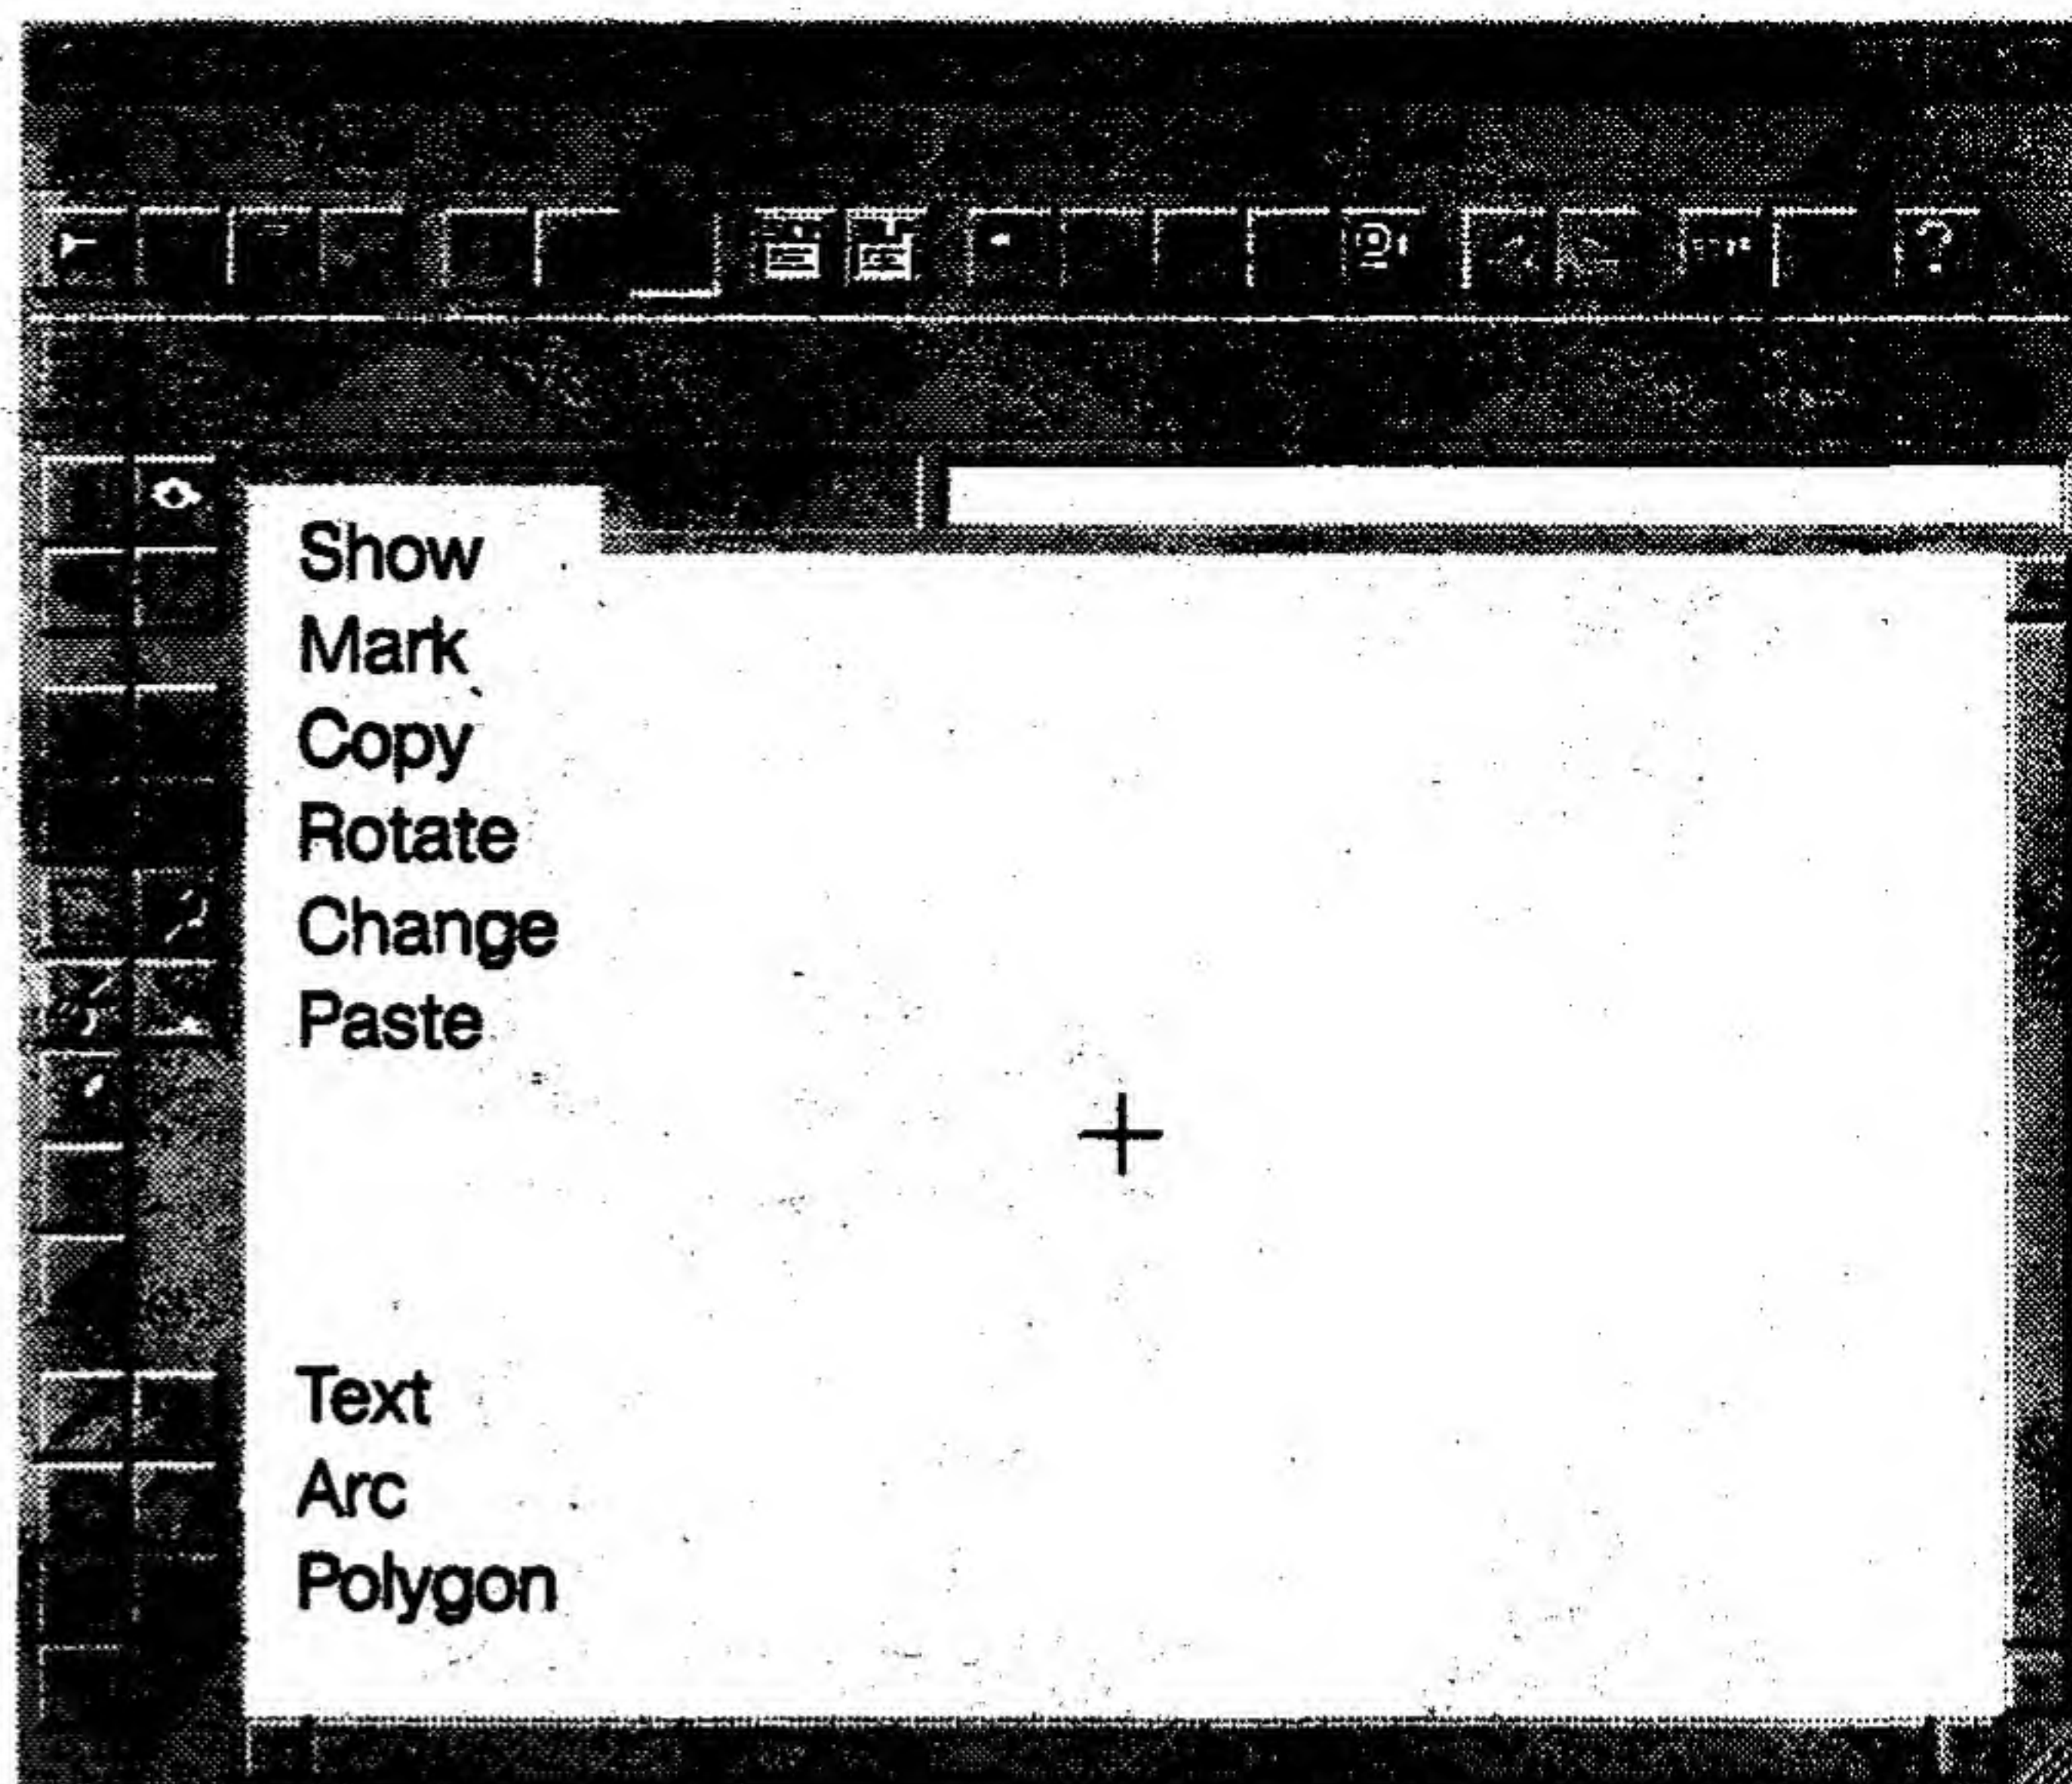 Show
Mark
Copy
Rotate
Change
Paste
Text
Arc
Polygon